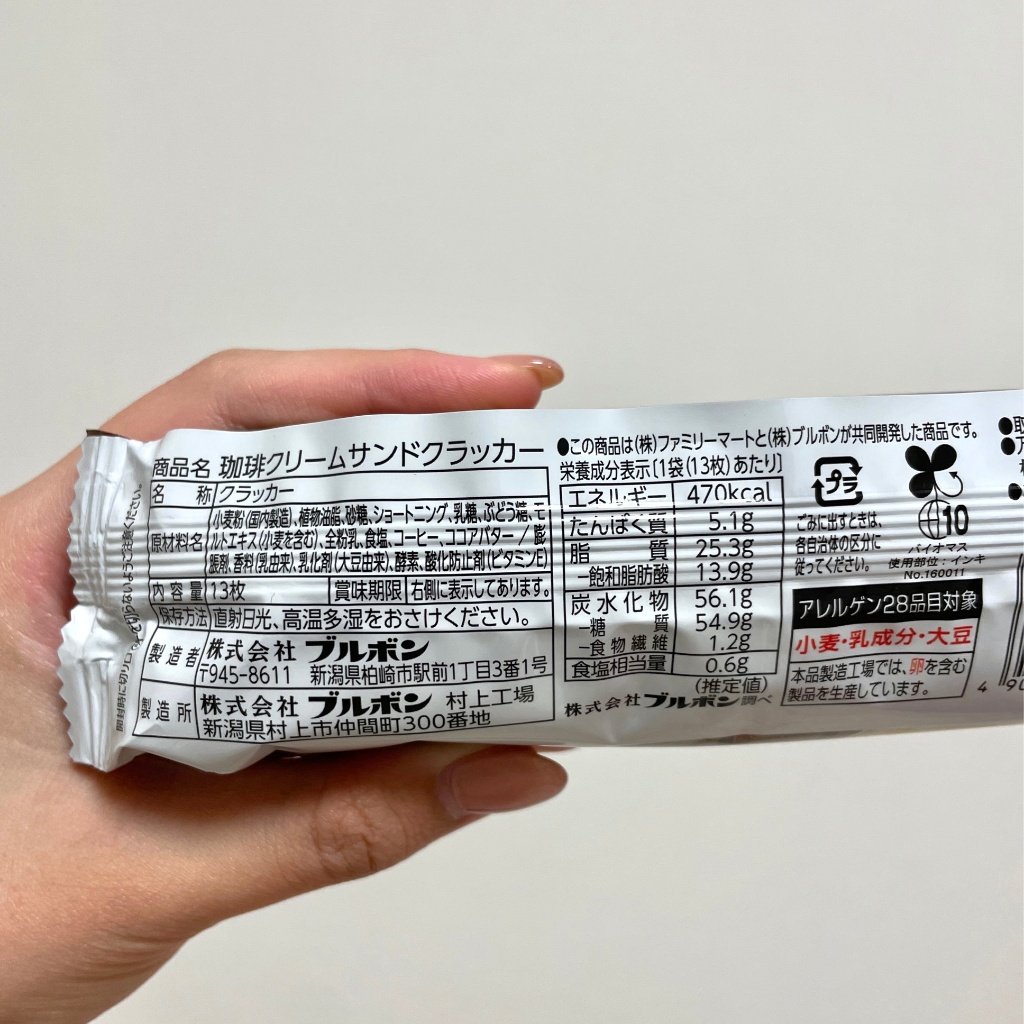 商品名 珈琲クリームサンドクラッカー
名 称 クラッカー
原材料名 小麦粉(国内製造)、植物油脂、砂糖、ショートニング、乳糖、ぶどう糖、モ
ルトエキス(小麦を含む)、全粉乳、食塩、コーヒー、ココアバター / 膨
脹剤、香料(乳由来)、乳化剤(大豆由来)、酵素、酸化防止剤(ビタミンE)
内容量 13枚 賞味期限 右側に表示してあります。
保存方法 直射日光、高温多湿をおさけください。
製造者 株式会社 ブルボン
〒945-8611 新潟県柏崎市駅前1丁目3番1号
製造所 株式会社 ブルボン 村上工場
新潟県村上市仲間町300番地
●この商品は(株)ファミリーマートと(株)ブルボンが共同開発した商品です。
栄養成分表示〔1袋(13枚)あたり〕
エネルギー 470kcal
たんぱく質 5.1g
脂 質 25.3g
-飽和脂肪酸 13.9g
炭水化物 56.1g
-糖 質 54.9g
-食物繊維 1.2g
食塩相当量 0.6g
(推定値)
株式会社 ブルボン調べ
プラ
ごみに出すときは、
各自治体の区分に
従ってください。
10
バイオマス
使用部位:インキ
No.160011
アレルゲン28品目対象
小麦・乳成分・大豆
本品製造工場では、卵を含む
製品を生産しています。
4 90